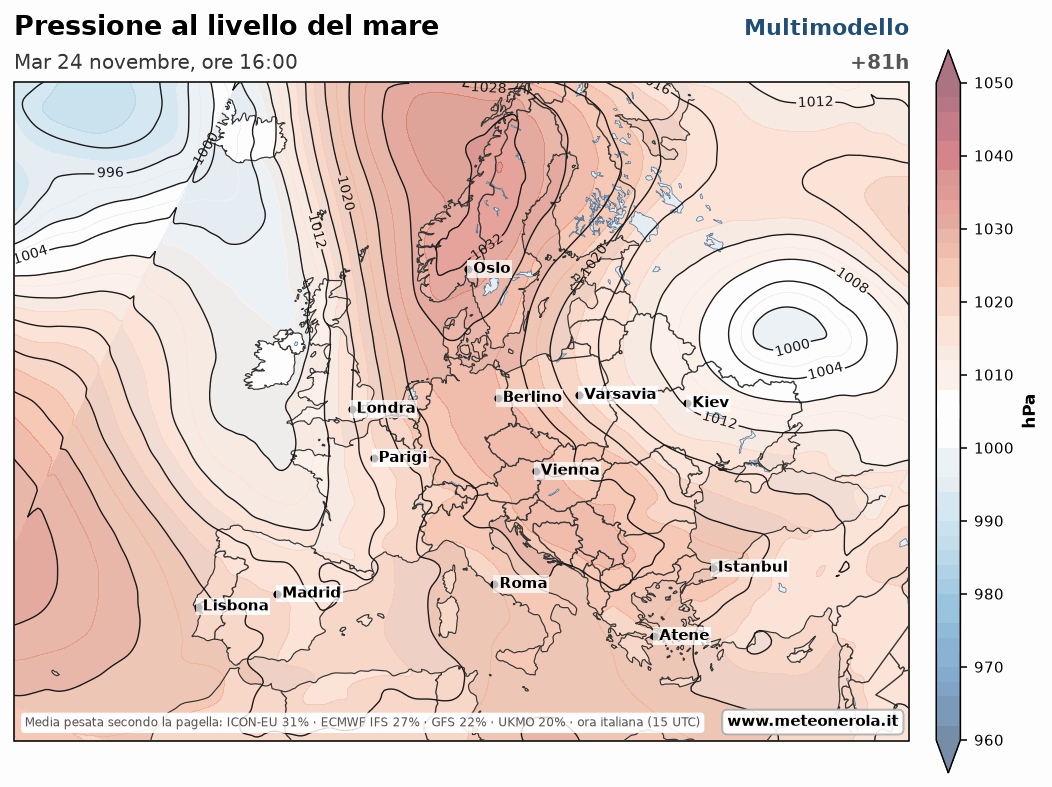 Pressione al livello del mare
Multimodello
Mar 24 novembre, ore 16:00
+81h
1028
1016
1012
1050
996
1000
1020
1012
1004
1040
1032
Oslo
1020
1030
1008
1000
1004
1020
Londra
Berlino
Varsavia
Kiev
1012
1010
hPa
Parigi
Vienna
1000
990
Istanbul
Roma
Madrid
Lisbona
980
Atene
970
Media pesata secondo la pagella: ICON-EU 31% · ECMWF IFS 27% · GFS 22% · UKMO 20% · ora italiana (15 UTC)
www.meteonerola.it
960